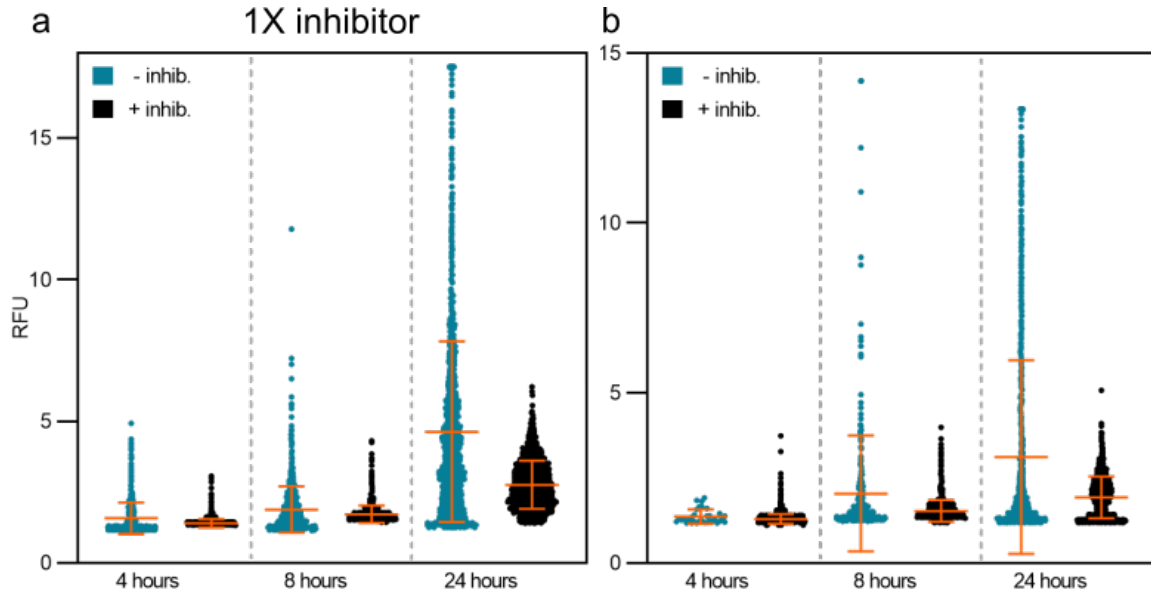 a 1X inhibitor
- inhib.
+ inhib.
15
10
5
0
RFU
4 hours 8 hours 24 hours
b
- inhib.
+ inhib.
15
10
5
0
4 hours 8 hours 24 hours